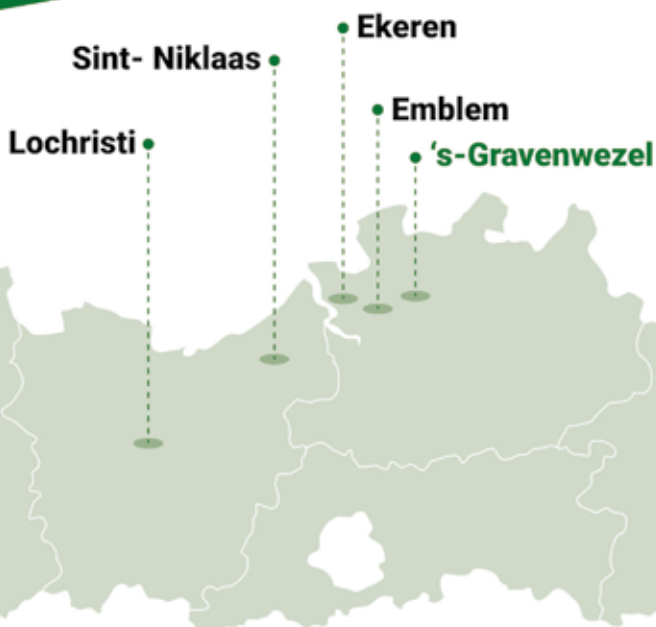 Ekeren
Sint- Niklaas
Emblem
Lochristi
‘s-Gravenwezel